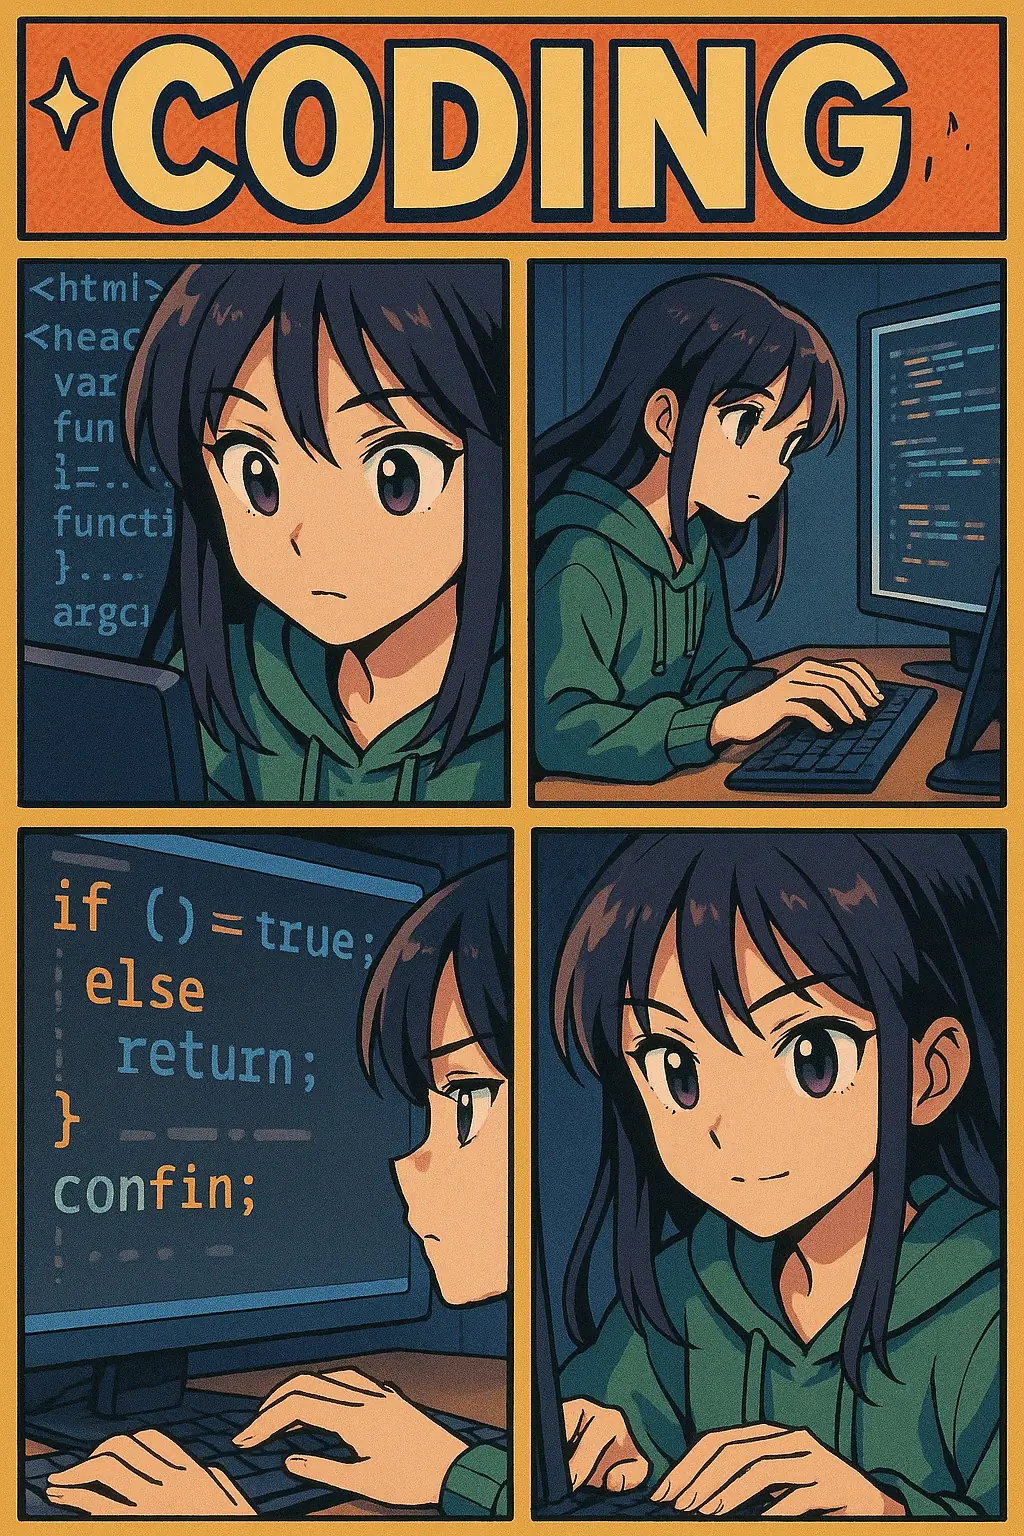 CODING
<html>
<head
var
fun
}=...
functi
}....
argc
if () = true;
else
return;
}
confin;